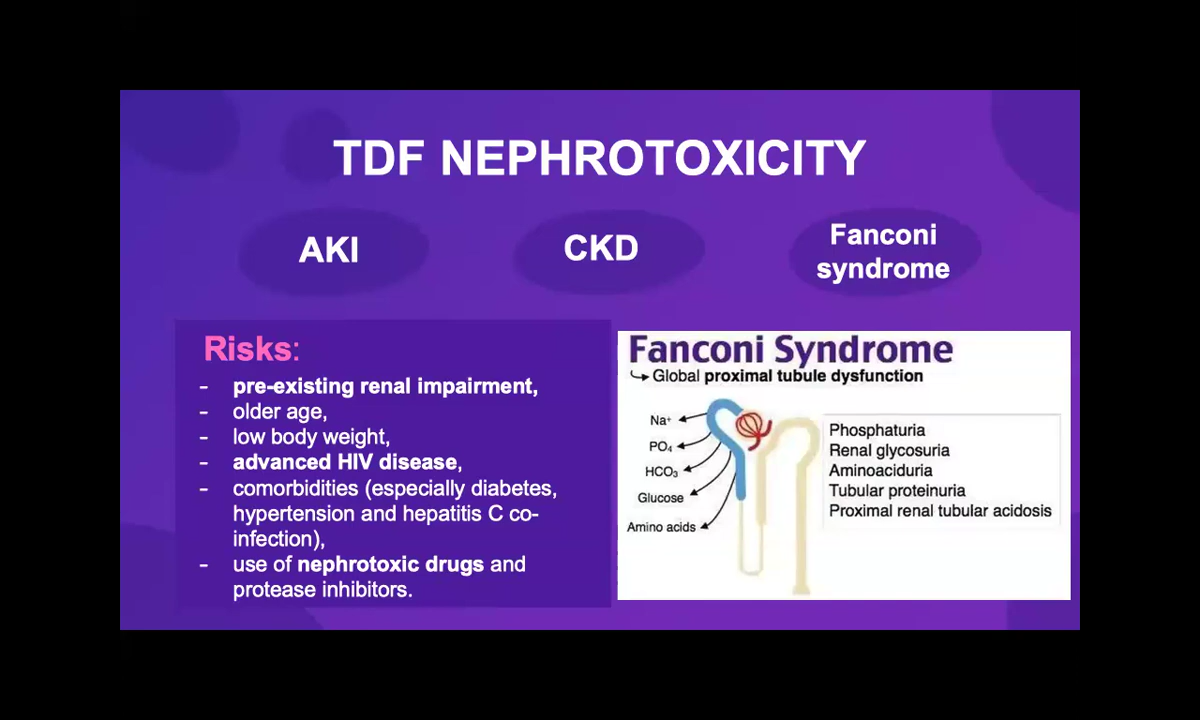 TDF NEPHROTOXICITY
AKI
CKD
Fanconi
syndrome
Risks:
- pre-existing renal impairment,
- older age,
- low body weight,
- advanced HIV disease,
- comorbidities (especially diabetes,
hypertension and hepatitis C co-
infection),
- use of nephrotoxic drugs and
protease inhibitors.
Fanconi Syndrome
Global proximal tubule dysfunction
Na⁺
PO₄
HCO₃
Glucose
Amino acids
Phosphaturia
Renal glycosuria
Aminoaciduria
Tubular proteinuria
Proximal renal tubular acidosis